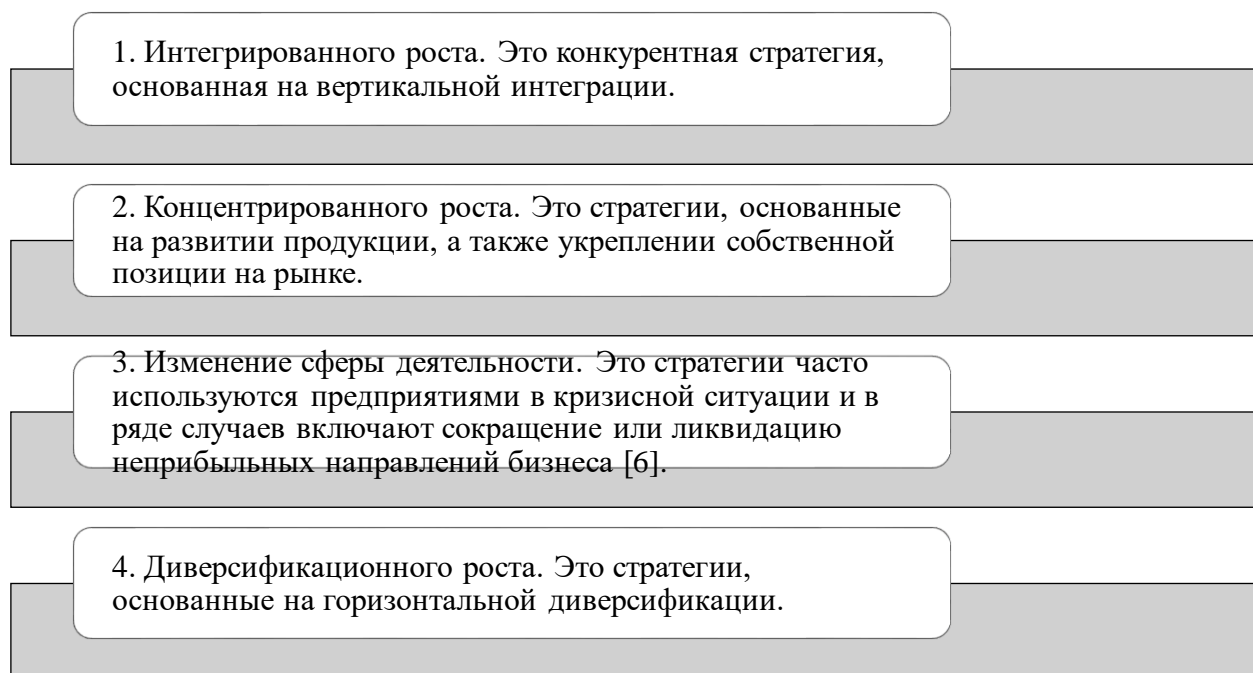 1. Интегрированного роста. Это конкурентная стратегия,
основанная на вертикальной интеграции.
2. Концентрированного роста. Это стратегии, основанные
на развитии продукции, а также укреплении собственной
позиции на рынке.
3. Изменение сферы деятельности. Это стратегии часто
используются предприятиями в кризисной ситуации и в
ряде случаев включают сокращение или ликвидацию
неприбыльных направлений бизнеса [6].
4. Диверсификационного роста. Это стратегии,
основанные на горизонтальной диверсификации.